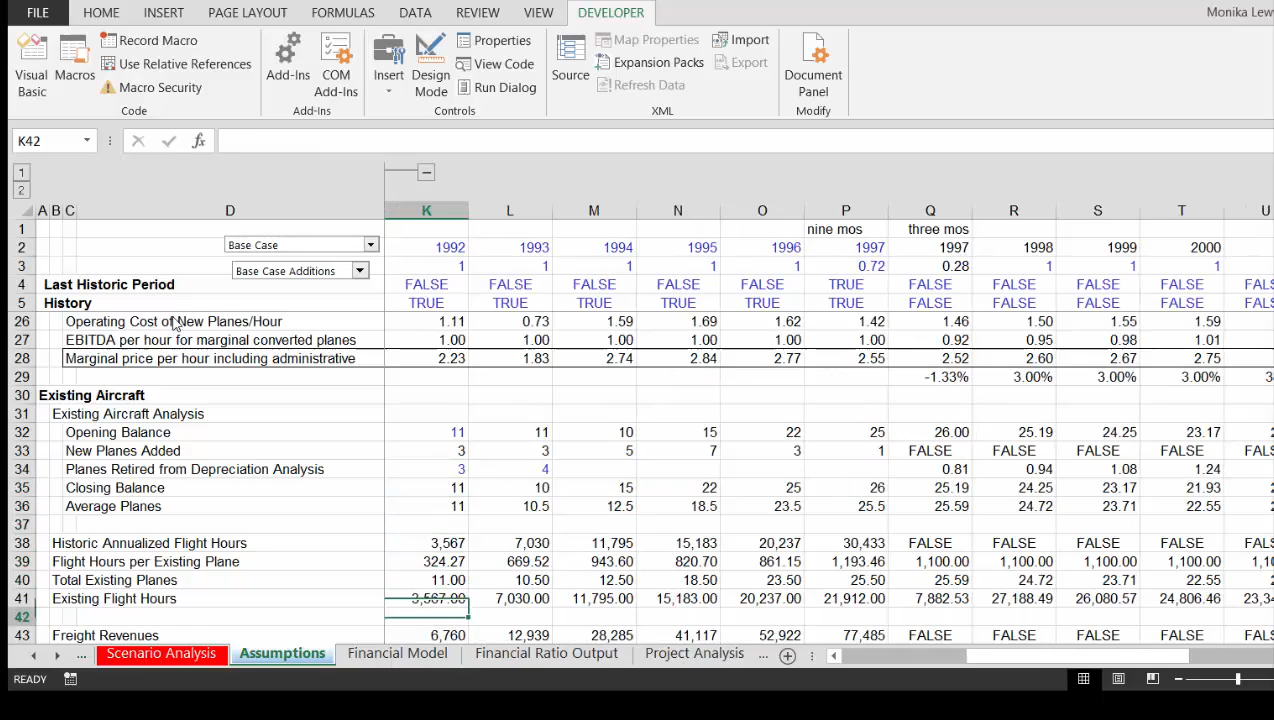 FILE HOME INSERT PAGE LAYOUT FORMULAS DATA REVIEW VIEW DEVELOPER Monika Lew
Visual Basic
Macros
Record Macro
Use Relative References
Macro Security
Add-Ins
COM Add-Ins
Insert
Design Mode
Properties
View Code
Run Dialog
Source
Map Properties
Expansion Packs
Refresh Data
Import
Export
Document Panel
Code Add-Ins Controls XML Modify
K42 fx
1
2
A B C D K L M N O P Q R S T U
1 nine mos three mos
2 Base Case 1992 1993 1994 1995 1996 1997 1997 1998 1999 2000
3 Base Case Additions 1 1 1 1 1 0.72 0.28 1 1 1
4 Last Historic Period FALSE FALSE FALSE FALSE FALSE TRUE FALSE FALSE FALSE FALSE FALS
5 History TRUE TRUE TRUE TRUE TRUE TRUE FALSE FALSE FALSE FALSE FALS
26 Operating Cost of New Planes/Hour 1.11 0.73 1.59 1.69 1.62 1.42 1.46 1.50 1.55 1.59
27 EBITDA per hour for marginal converted planes 1.00 1.00 1.00 1.00 1.00 1.00 0.92 0.95 0.98 1.01
28 Marginal price per hour including administrative 2.23 1.83 2.74 2.84 2.77 2.55 2.52 2.60 2.67 2.75
29 -1.33% 3.00% 3.00% 3.00% 3
30 Existing Aircraft
31 Existing Aircraft Analysis
32 Opening Balance 11 11 10 15 22 25 26.00 25.19 24.25 23.17 2
33 New Planes Added 3 3 5 7 3 1 FALSE FALSE FALSE FALSE FALS
34 Planes Retired from Depreciation Analysis 3 4 0.81 0.94 1.08 1.24
35 Closing Balance 11 10 15 22 25 26 25.19 24.25 23.17 21.93 2
36 Average Planes 11 10.5 12.5 18.5 23.5 25.5 25.59 24.72 23.71 22.55 2
37
38 Historic Annualized Flight Hours 3,567 7,030 11,795 15,183 20,237 30,433 FALSE FALSE FALSE FALSE FALS
39 Flight Hours per Existing Plane 324.27 669.52 943.60 820.70 861.15 1,193.46 1,100.00 1,100.00 1,100.00 1,100.00 1,10
40 Total Existing Planes 11.00 10.50 12.50 18.50 23.50 25.50 25.59 24.72 23.71 22.55 2
41 Existing Flight Hours 3,567.00 7,030.00 11,795.00 15,183.00 20,237.00 21,912.00 7,882.53 27,188.49 26,080.57 24,806.46 23,34
42
43 Freight Revenues 6,760 12,939 28,285 41,117 52,922 77,485 FALSE FALSE FALSE FALSE FALS
... Scenario Analysis Assumptions Financial Model Financial Ratio Output Project Analysis ...
READY